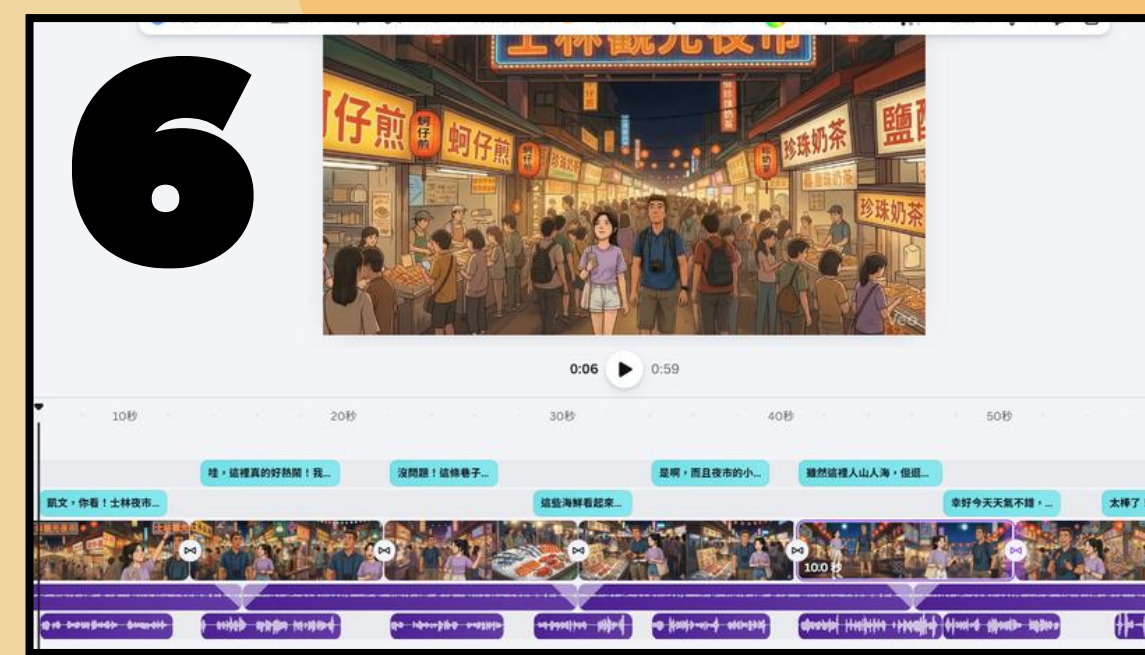 6
士林觀光夜市
仔煎
蚵仔煎
蚵仔煎
蚵仔煎
珍珠奶茶
珍珠奶茶
鹽
珍珠奶茶
Veo
0:06
0:59
10秒
20秒
30秒
40秒
50秒
哇，這裡真的好熱鬧！我...
沒問題！這條巷子...
是啊，而且夜市的小...
雖然這裡人山人海，但逛...
凱文，你看！士林夜市...
這些海鮮看起來...
幸好今天天氣不錯，...
太棒了
10.0 秒